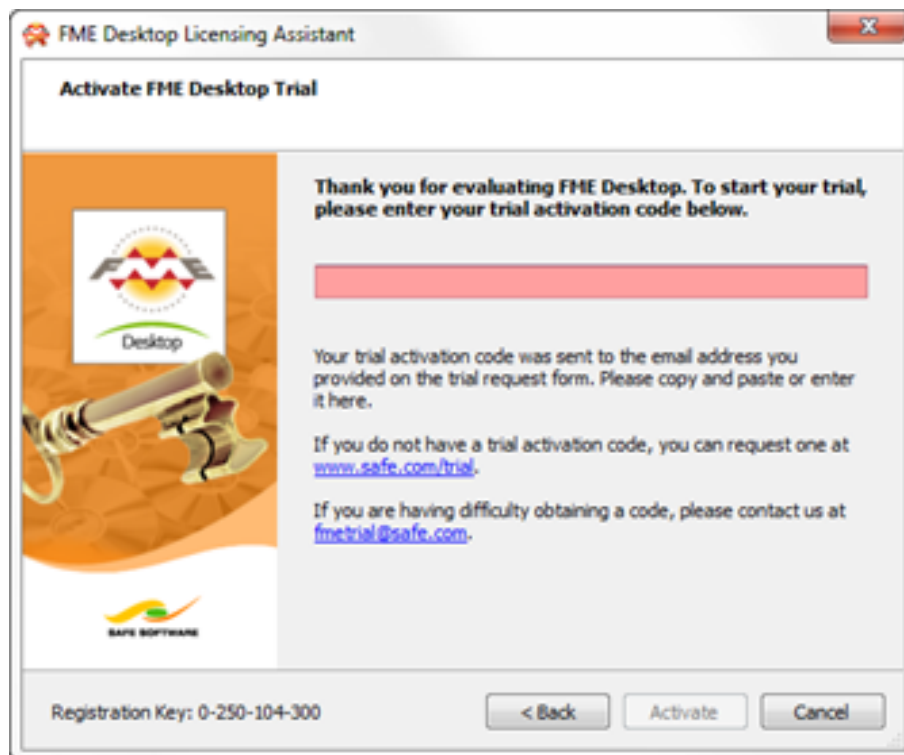 FME Desktop Licensing Assistant
Activate FME Desktop Trial
Thank you for evaluating FME Desktop. To start your trial,
please enter your trial activation code below.
FME
Desktop
Your trial activation code was sent to the email address you
provided on the trial request form. Please copy and paste or enter
it here.
If you do not have a trial activation code, you can request one at
www.safe.com/trial.
If you are having difficulty obtaining a code, please contact us at
fmetrial@safe.com.
SAFE SOFTWARE
Registration Key: 0-250-104-300
< Back
Activate
Cancel